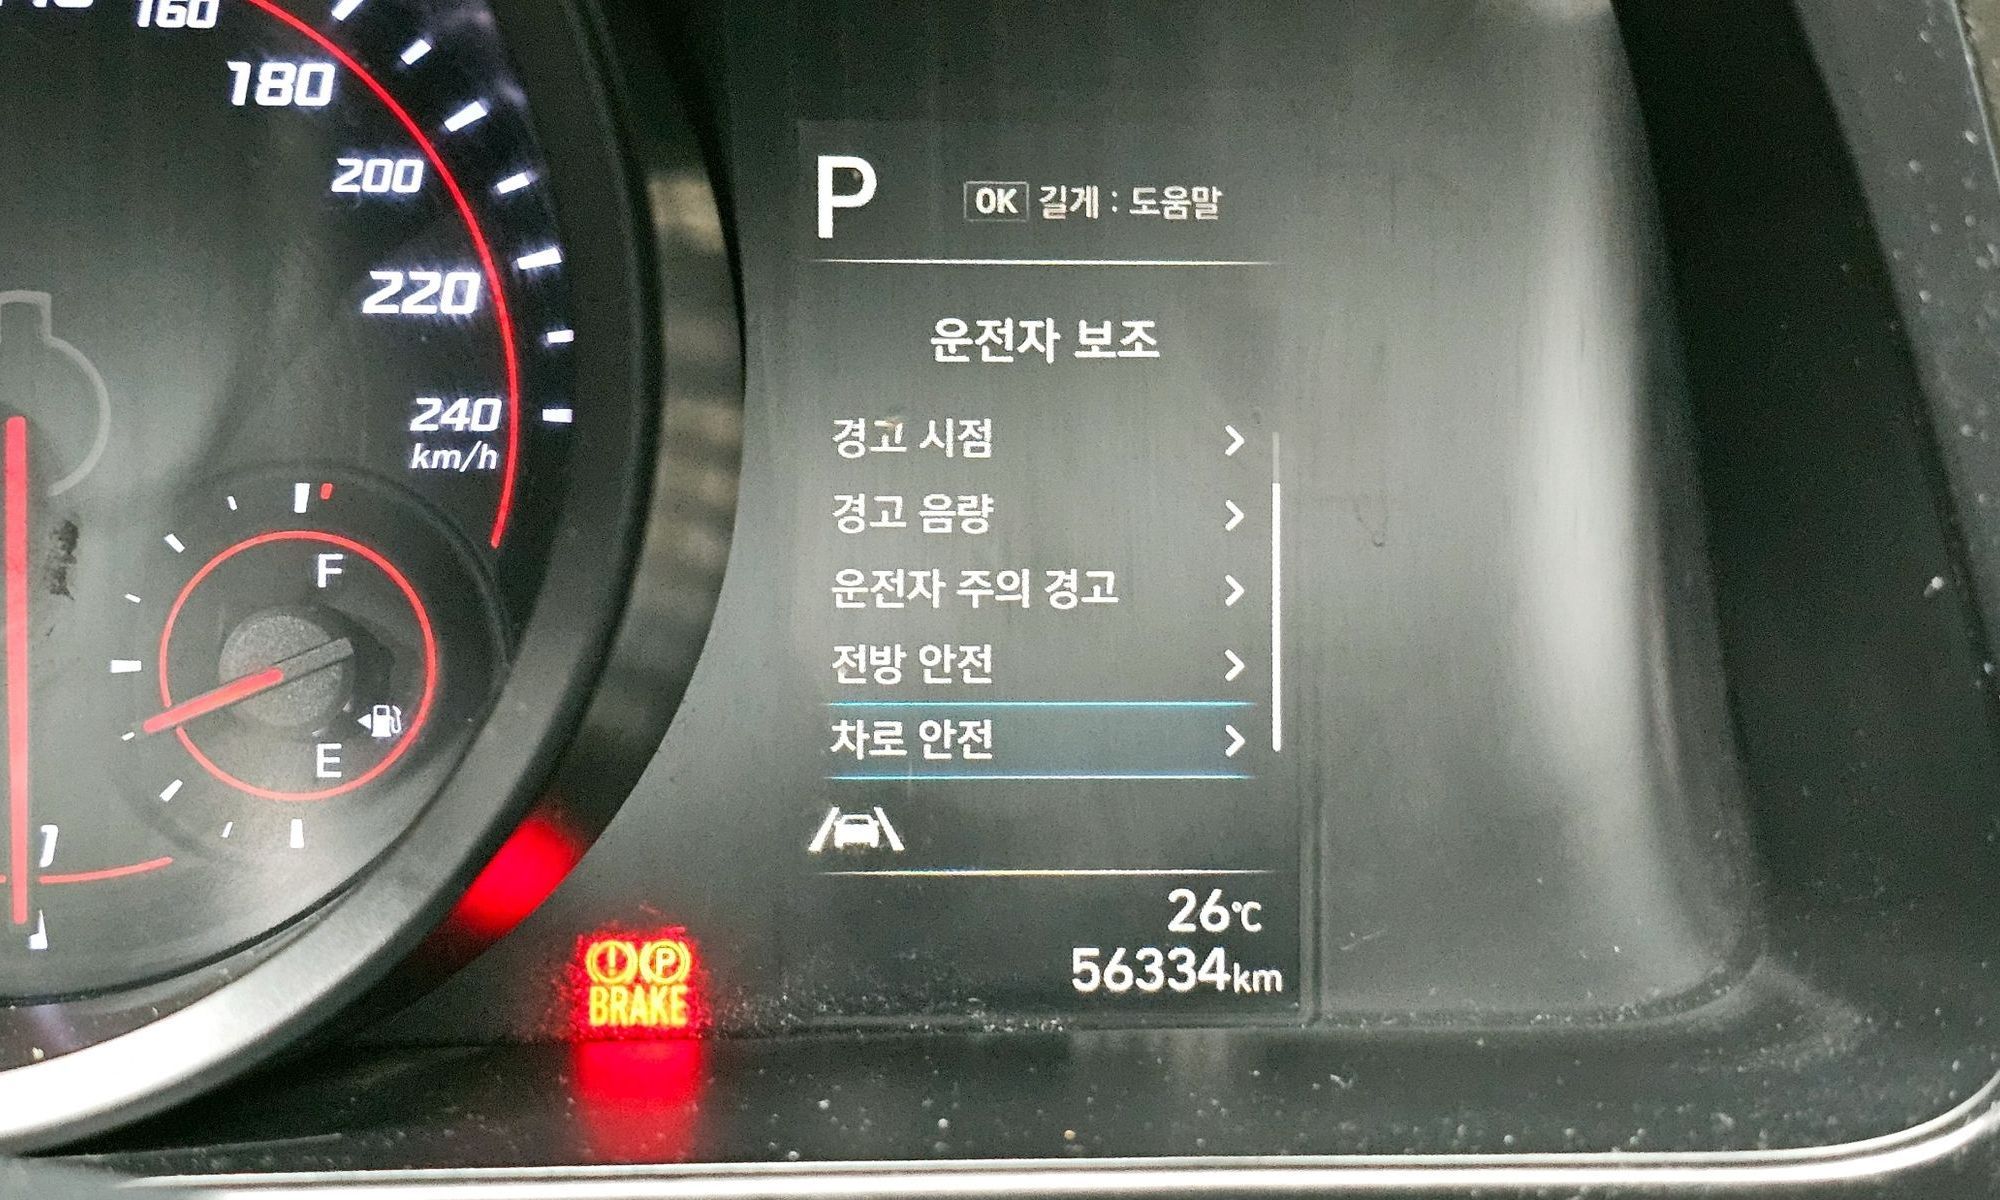 160
180
200
220
240
km/h
F
E
1
P
OK 길게 : 도움말
운전자 보조
경고 시점
경고 음량
운전자 주의 경고
전방 안전
차로 안전
26℃
56334km
(!) (P)
BRAKE